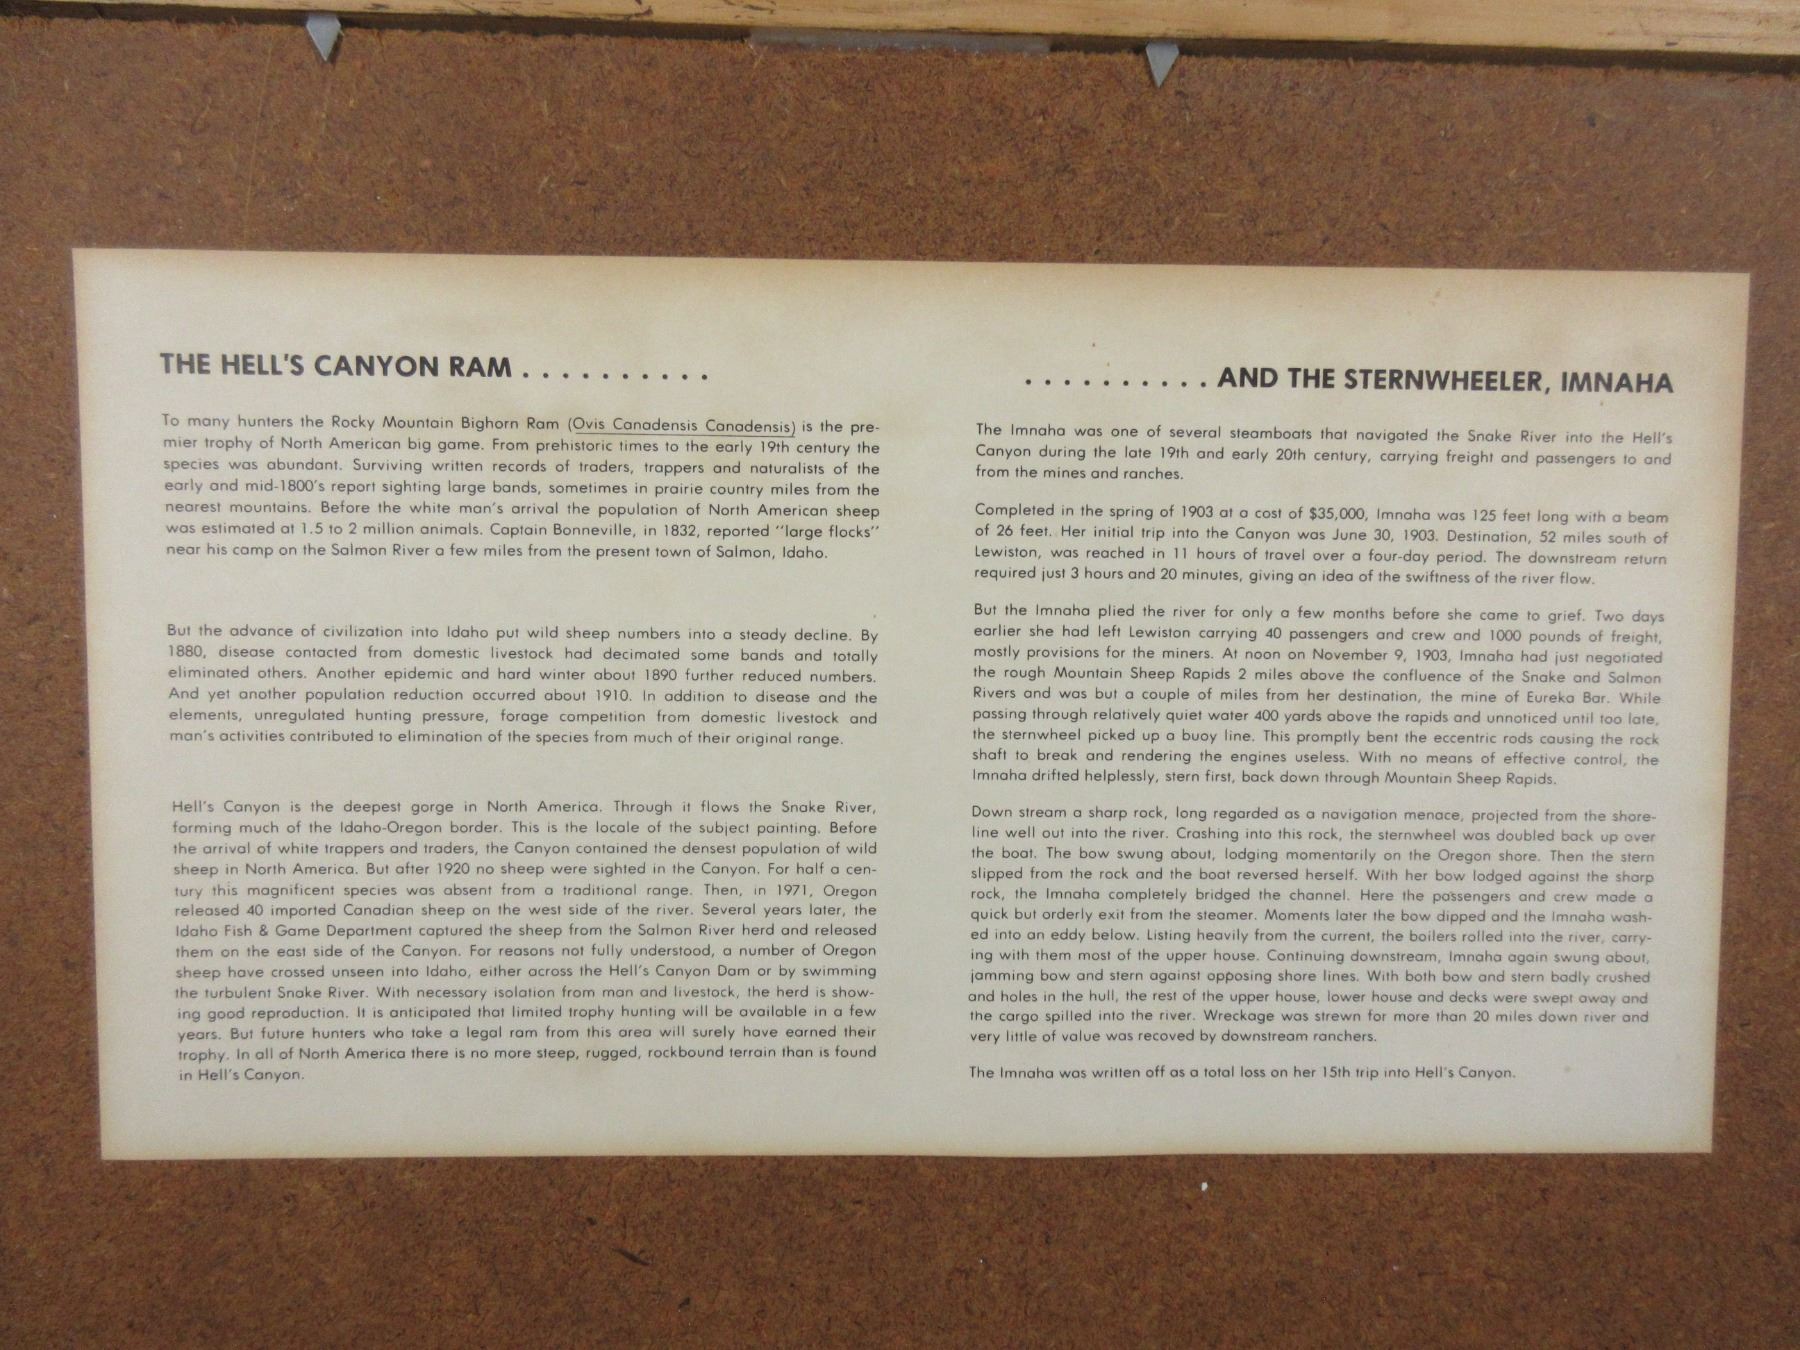 THE HELL'S CANYON RAM . . . . . . . . . .
To many hunters the Rocky Mountain Bighorn Ram (Ovis Canadensis Canadensis) is the pre-
mier trophy of North American big game. From prehistoric times to the early 19th century the
species was abundant. Surviving written records of traders, trappers and naturalists of the
early and mid-1800's report sighting large bands, sometimes in prairie country miles from the
nearest mountains. Before the white man's arrival the population of North American sheep
was estimated at 1.5 to 2 million animals. Captain Bonneville, in 1832, reported "large flocks"
near his camp on the Salmon River a few miles from the present town of Salmon, Idaho.
But the advance of civilization into Idaho put wild sheep numbers into a steady decline. By
1880, disease contacted from domestic livestock had decimated some bands and totally
eliminated others. Another epidemic and hard winter about 1890 further reduced numbers.
And yet another population reduction occurred about 1910. In addition to disease and the
elements, unregulated hunting pressure, forage competition from domestic livestock and
man's activities contributed to elimination of the species from much of their original range.
Hell's Canyon is the deepest gorge in North America. Through it flows the Snake River,
forming much of the Idaho-Oregon border. This is the locale of the subject painting. Before
the arrival of white trappers and traders, the Canyon contained the densest population of wild
sheep in North America. But after 1920 no sheep were sighted in the Canyon. For half a cen-
tury this magnificent species was absent from a traditional range. Then, in 1971, Oregon
released 40 imported Canadian sheep on the west side of the river. Several years later, the
Idaho Fish & Game Department captured the sheep from the Salmon River herd and released
them on the east side of the Canyon. For reasons not fully understood, a number of Oregon
sheep have crossed unseen into Idaho, either across the Hell's Canyon Dam or by swimming
the turbulent Snake River. With necessary isolation from man and livestock, the herd is show-
ing good reproduction. It is anticipated that limited trophy hunting will be available in a few
years. But future hunters who take a legal ram from this area will surely have earned their
trophy. In all of North America there is no more steep, rugged, rockbound terrain than is found
in Hell's Canyon.
. . . . . . . . . . AND THE STERNWHEELER, IMNAHA
The Imnaha was one of several steamboats that navigated the Snake River into the Hell's
Canyon during the late 19th and early 20th century, carrying freight and passengers to and
from the mines and ranches.
Completed in the spring of 1903 at a cost of $35,000, Imnaha was 125 feet long with a beam
of 26 feet. Her initial trip into the Canyon was June 30, 1903. Destination, 52 miles south of
Lewiston, was reached in 11 hours of travel over a four-day period. The downstream return
required just 3 hours and 20 minutes, giving an idea of the swiftness of the river flow.
But the Imnaha plied the river for only a few months before she came to grief. Two days
earlier she had left Lewiston carrying 40 passengers and crew and 1000 pounds of freight,
mostly provisions for the miners. At noon on November 9, 1903, Imnaha had just negotiated
the rough Mountain Sheep Rapids 2 miles above the confluence of the Snake and Salmon
Rivers and was but a couple of miles from her destination, the mine of Eureka Bar. While
passing through relatively quiet water 400 yards above the rapids and unnoticed until too late,
the sternwheel picked up a buoy line. This promptly bent the eccentric rods causing the rock
shaft to break and rendering the engines useless. With no means of effective control, the
Imnaha drifted helplessly, stern first, back down through Mountain Sheep Rapids.
Down stream a sharp rock, long regarded as a navigation menace, projected from the shore-
line well out into the river. Crashing into this rock, the sternwheel was doubled back up over
the boat. The bow swung about, lodging momentarily on the Oregon shore. Then the stern
slipped from the rock and the boat reversed herself. With her bow lodged against the sharp
rock, the Imnaha completely bridged the channel. Here the passengers and crew made a
quick but orderly exit from the steamer. Moments later the bow dipped and the Imnaha wash-
ed into an eddy below. Listing heavily from the current, the boilers rolled into the river, carry-
ing with them most of the upper house. Continuing downstream, Imnaha again swung about,
jamming bow and stern against opposing shore lines. With both bow and stern badly crushed
and holes in the hull, the rest of the upper house, lower house and decks were swept away and
the cargo spilled into the river. Wreckage was strewn for more than 20 miles down river and
very little of value was recoved by downstream ranchers.
The Imnaha was written off as a total loss on her 15th trip into Hell's Canyon.